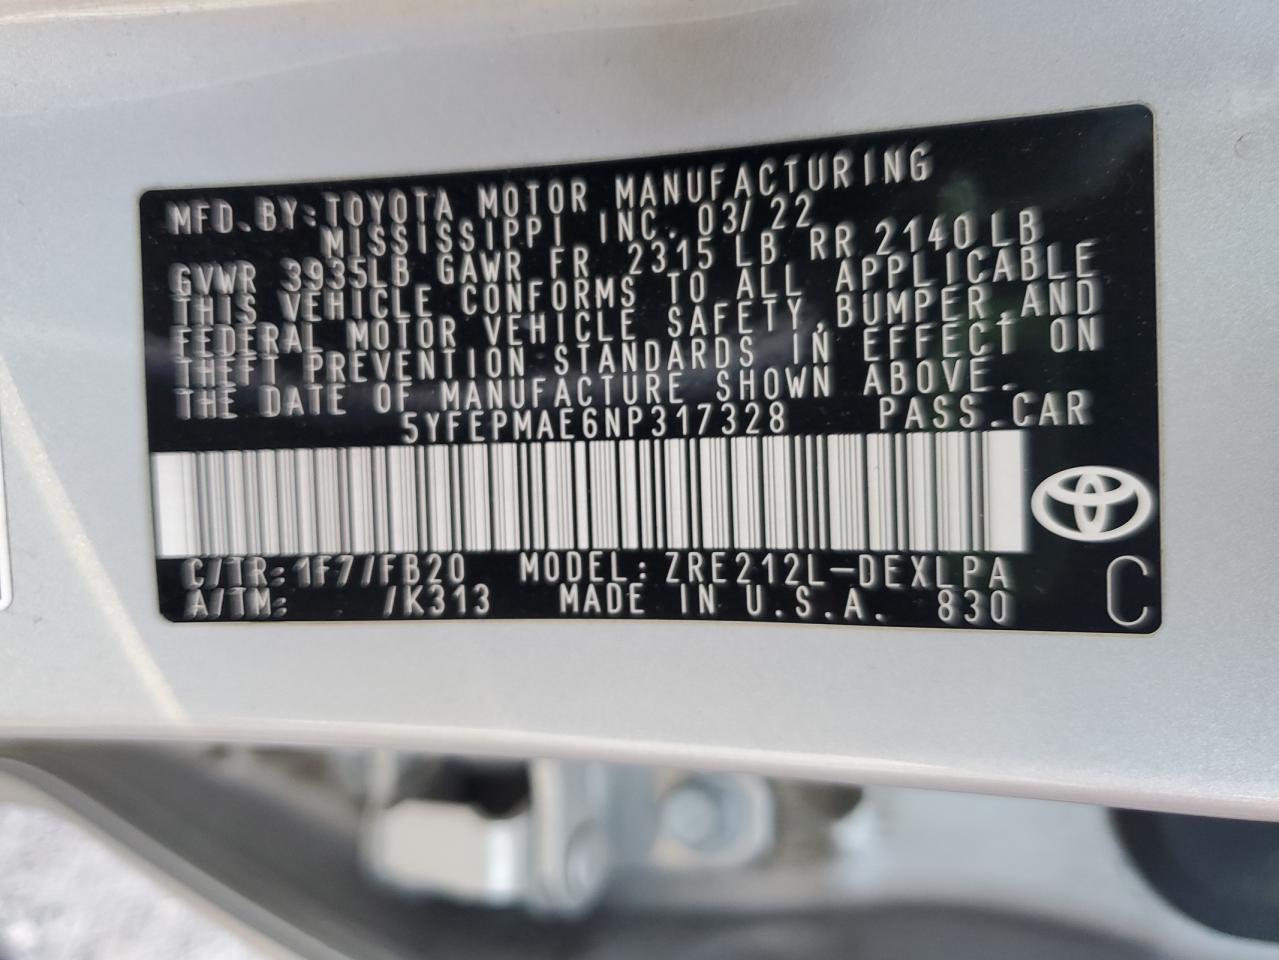 MFD.BY:TOYOTA MOTOR MANUFACTURING
MISSISSIPPI INC. 03/22
GVWR 3935LB GAWR FR 2315 LB RR 2140LB
THIS VEHICLE CONFORMS TO ALL APPLICABLE
FEDERAL MOTOR VEHICLE SAFETY,BUMPER,AND
THEFT PREVENTION STANDARDS IN EFFECT ON
THE DATE OF MANUFACTURE SHOWN ABOVE.
5YFEPMAE6NP317328 PASS.CAR
C/TR:1F7/FB20 MODEL:ZRE212L-DEXLPA
A/TM: /K313 MADE IN U.S.A. 830 C